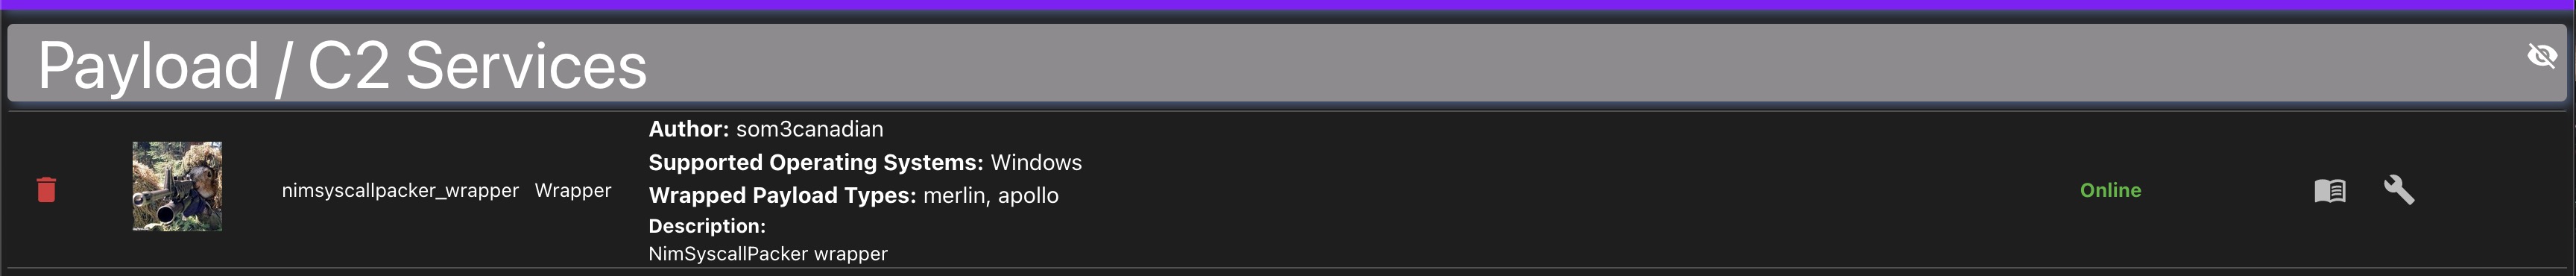 Payload / C2 Services
nimsyscallpacker_wrapper
Wrapper
Author: som3canadian
Supported Operating Systems: Windows
Wrapped Payload Types: merlin, apollo
Description:
NimSyscallPacker wrapper
Online